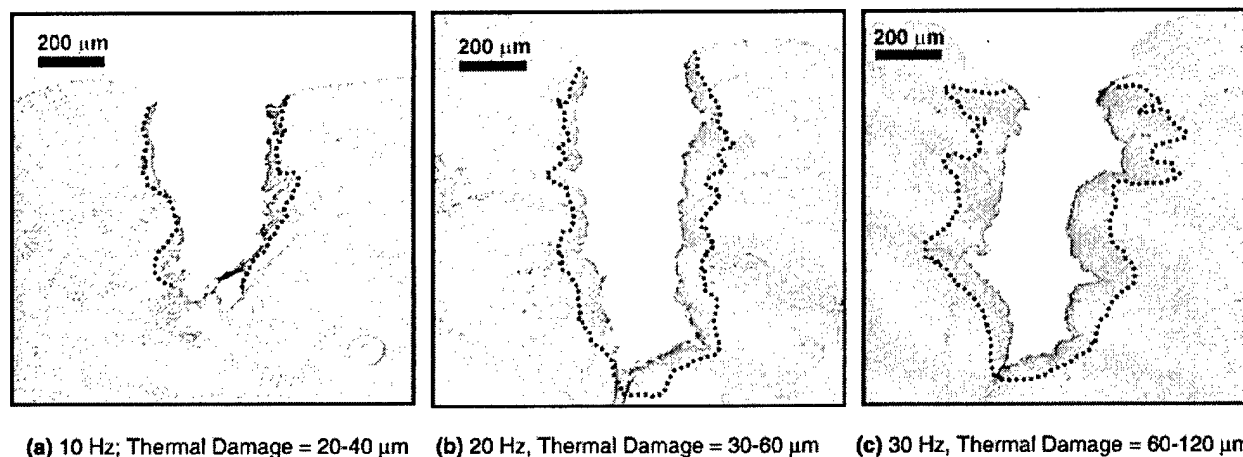 200 μm
200 μm
200 μm
(a) 10 Hz; Thermal Damage = 20-40 μm
(b) 20 Hz, Thermal Damage = 30-60 μm
(c) 30 Hz, Thermal Damage = 60-120 μm